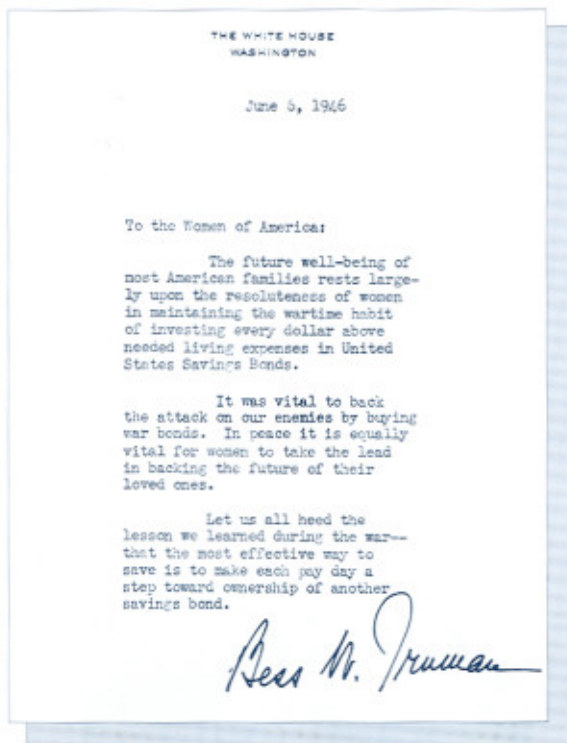 THE WHITE HOUSE
WASHINGTON
June 5, 1946
To the Women of America:
The future well-being of
most American families rests large-
ly upon the resoluteness of women
in maintaining the wartime habit
of investing every dollar above
needed living expenses in United
States Savings Bonds.
It was vital to back
the attack on our enemies by buying
war bonds. In peace it is equally
vital for women to take the lead
in backing the future of their
loved ones.
Let us all heed the
lesson we learned during the war--
that the most effective way to
save is to make each pay day a
step toward ownership of another
savings bond.
Bess W. Truman